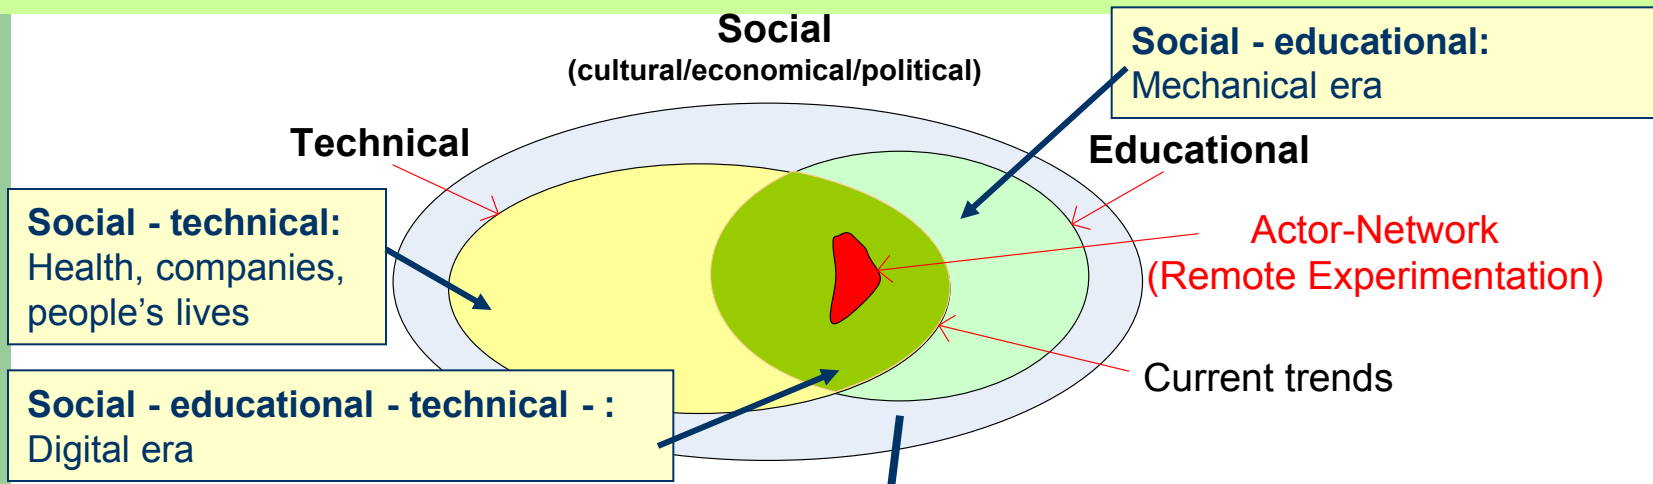 Social
(cultural/economical/political)
Social - educational:
Mechanical era
Technical
Educational
Social - technical:
Health, companies,
people's lives
Actor-Network
(Remote Experimentation)
Current trends
Social - educational - technical - :
Digital era